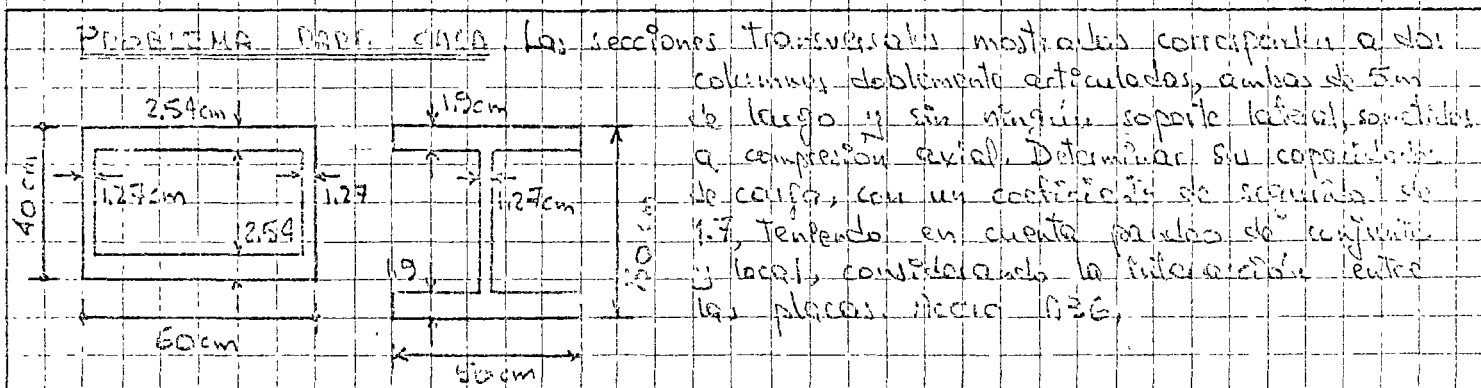 PROBLEMA PARA CASA. Las secciones transversales mostradas corresponden a dos
columnas doblemente articuladas, ambas de 5m
de largo y sin ningún soporte lateral, sometidas
a compresión axial. Determinar su capacidad
de carga, con un coeficiente de seguridad de
1.7, teniendo en cuenta pandeo de conjunto
y local, considerando la interacción entre
las placas. Acero A36.
2.54cm
1.9cm
40cm
1.27cm
1.27
1.27cm
2.54
1.9
60cm